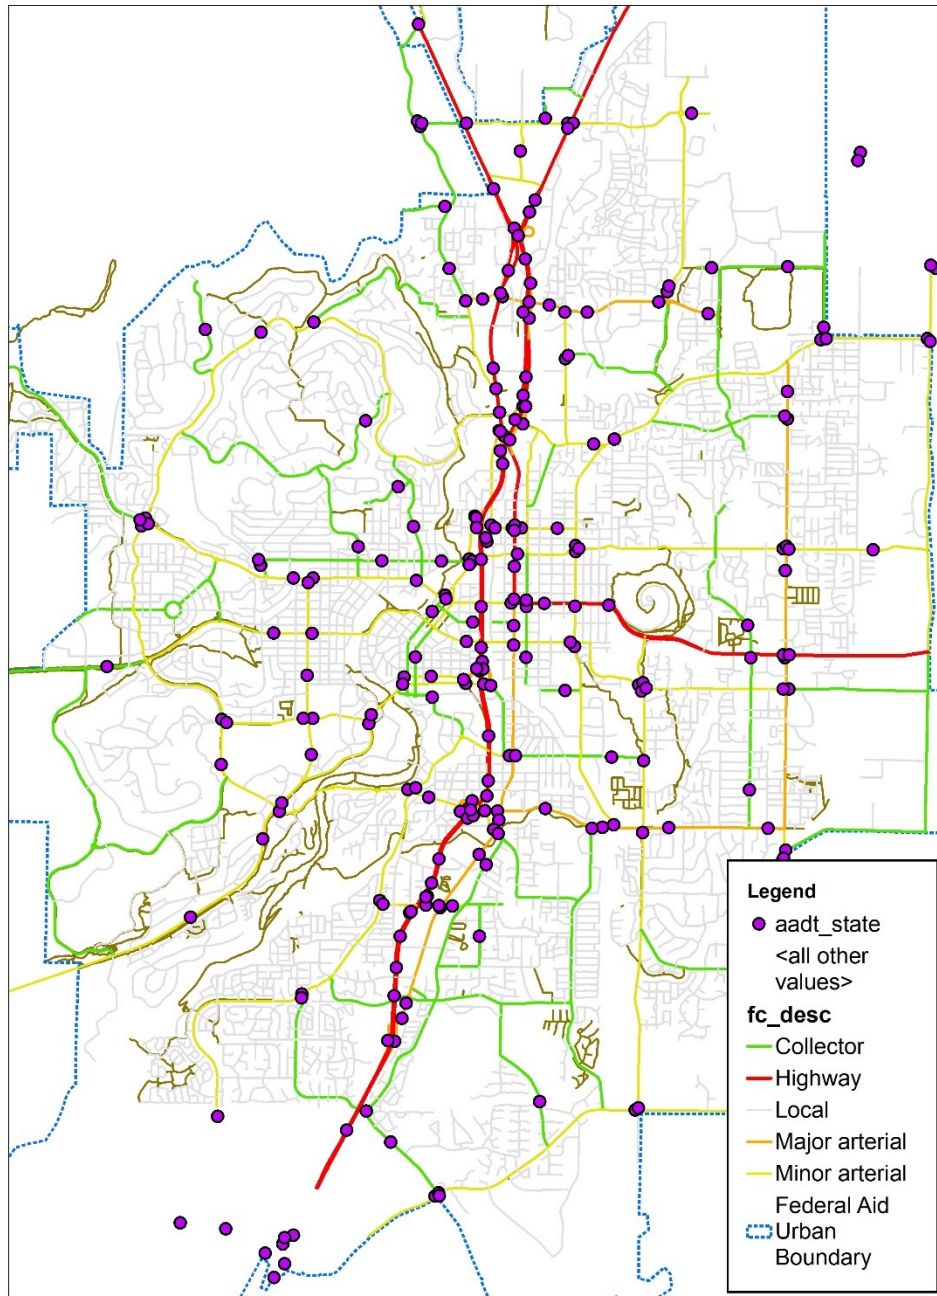 Legend
aadt_state
<all other
values>
fc_desc
Collector
Highway
Local
Major arterial
Minor arterial
Federal Aid
Urban
Boundary